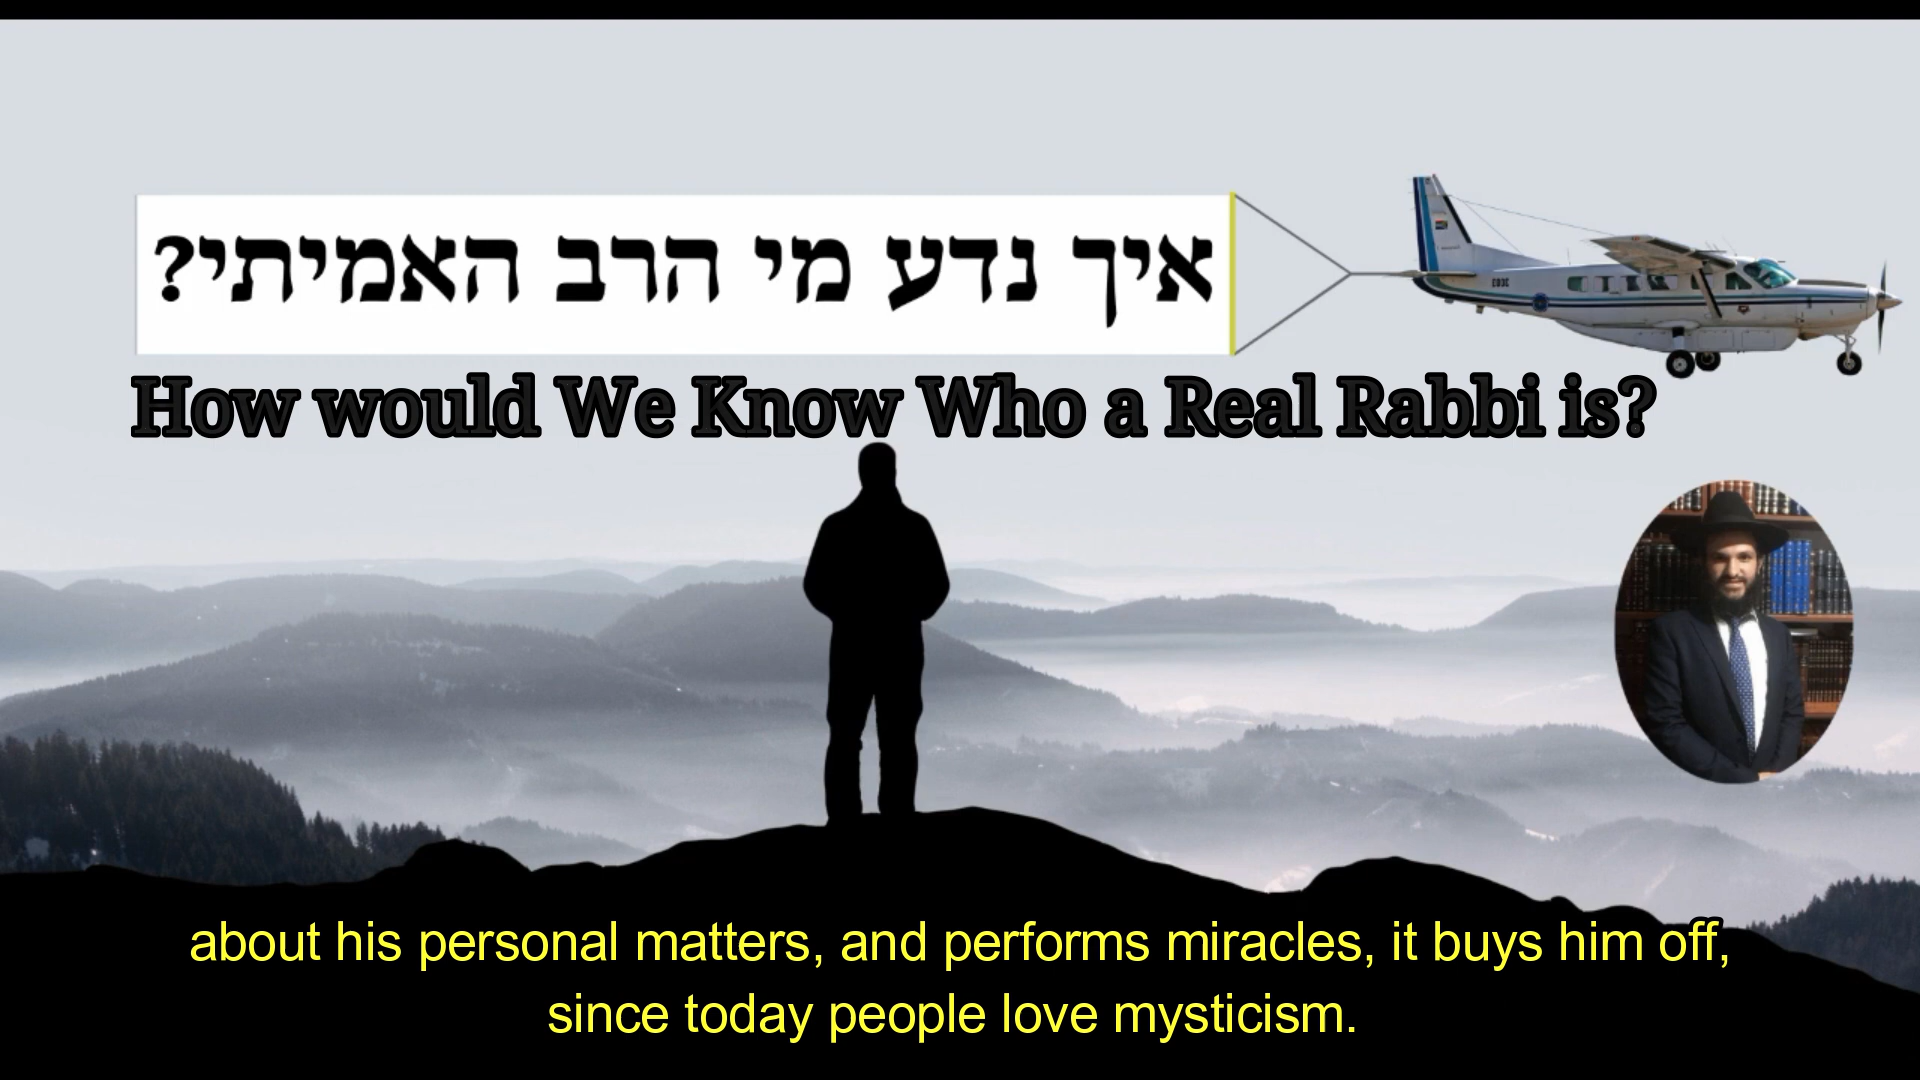 איך נדע מי הרב האמיתי?
How would We Know Who a Real Rabbi is?
about his personal matters, and performs miracles, it buys him off,
since today people love mysticism.